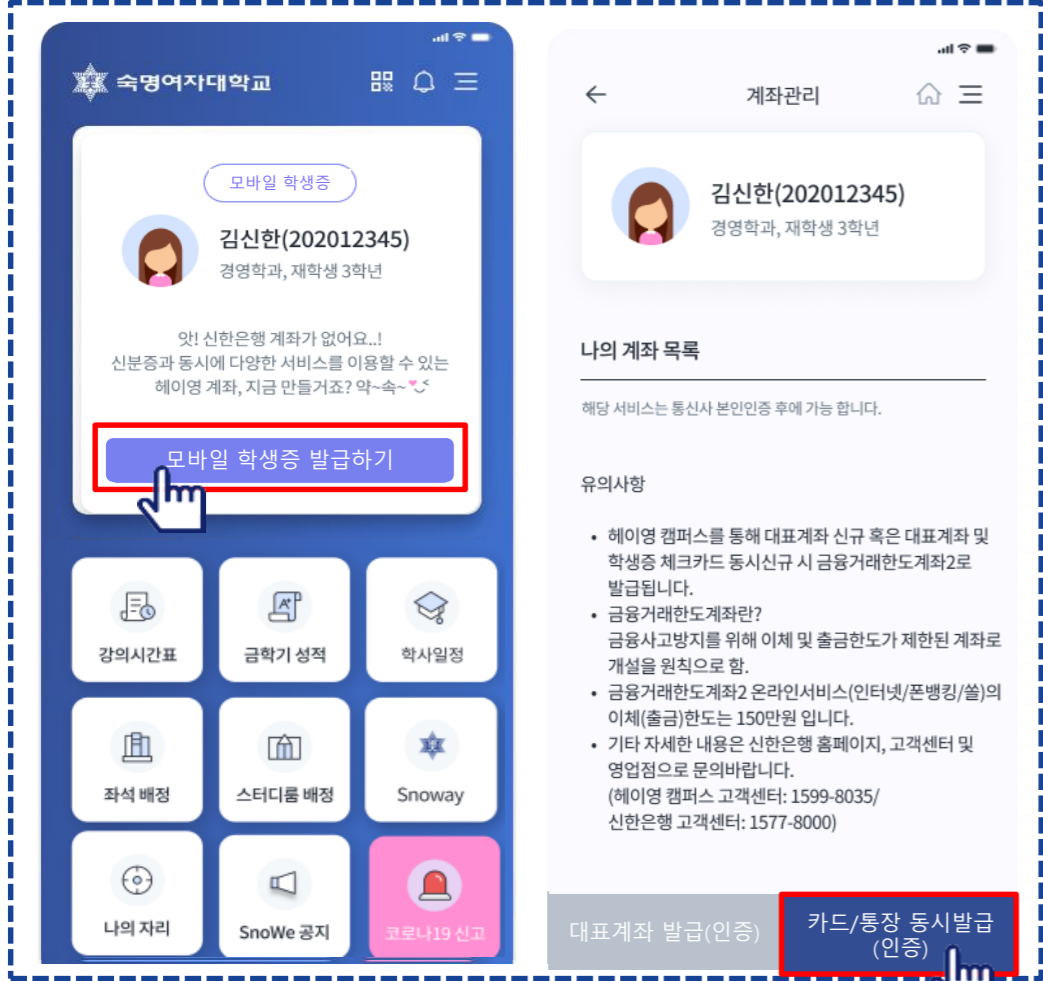 숙명여자대학교
모바일 학생증
김신한(202012345)
경영학과, 재학생 3학년
앗! 신한은행 계좌가 없어요..!
신분증과 동시에 다양한 서비스를 이용할 수 있는
헤이영 계좌, 지금 만들거죠? 약~속~
모바일 학생증 발급하기
강의시간표
금학기 성적
학사일정
좌석 배정
스터디룸 배정
Snoway
나의 자리
SnoWe 공지
코로나19 신고
계좌관리
김신한(202012345)
경영학과, 재학생 3학년
나의 계좌 목록
해당 서비스는 통신사 본인인증 후에 가능 합니다.
유의사항
• 헤이영 캠퍼스를 통해 대표계좌 신규 혹은 대표계좌 및
학생증 체크카드 동시신규 시 금융거래한도계좌2로
발급됩니다.
• 금융거래한도계좌란?
금융사고방지를 위해 이체 및 출금한도가 제한된 계좌로
개설을 원칙으로 함.
• 금융거래한도계좌2 온라인서비스(인터넷/폰뱅킹/쏠)의
이체(출금)한도는 150만원 입니다.
• 기타 자세한 내용은 신한은행 홈페이지, 고객센터 및
영업점으로 문의바랍니다.
(헤이영 캠퍼스 고객센터: 1599-8035/
신한은행 고객센터: 1577-8000)
대표계좌 발급(인증)
카드/통장 동시발급
(인증)